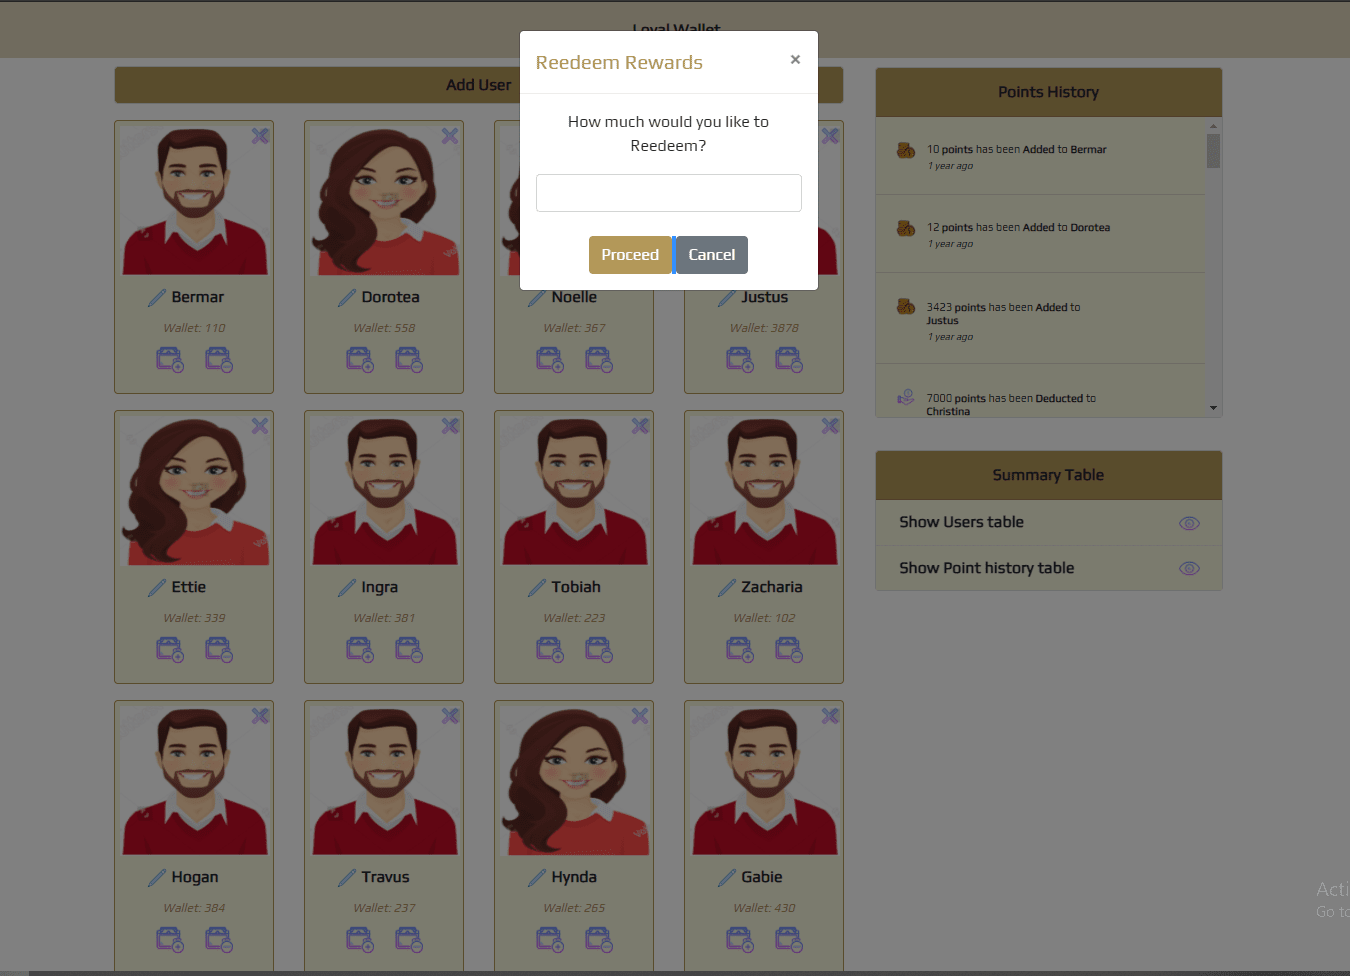 Loyal Wallet
Reedeem Rewards
×
How much would you like to
Reedeem?
Proceed
Cancel
Add User
Bermar
Wallet: 110
Dorotea
Wallet: 558
Noelle
Wallet: 367
Justus
Wallet: 3878
Ettie
Wallet: 339
Ingra
Wallet: 381
Tobiah
Wallet: 223
Zacharia
Wallet: 102
Hogan
Wallet: 384
Travus
Wallet: 237
Hynda
Wallet: 265
Gabie
Wallet: 430
Points History
10 points has been Added to Bermar
1 year ago
12 points has been Added to Dorotea
1 year ago
3423 points has been Added to
Justus
1 year ago
7000 points has been Deducted to
Christina
Summary Table
Show Users table
Show Point history table
Acti
Go to